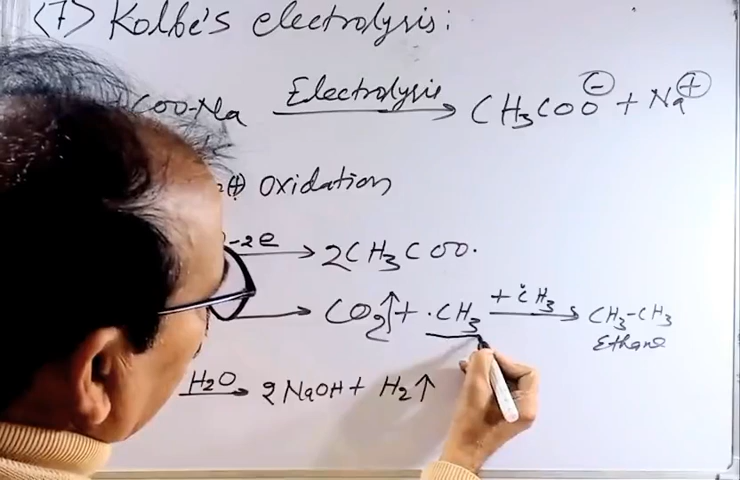 (7) Kolbe's electrolysis:
COO-Na Electrolysis → CH3COO⊖ + Na⊕
⊕ oxidation
-2e → 2CH3COO·
→ CO2↑ + ·CH3 + ĊH3 → CH3-CH3
Ethane
H2O → 2NaOH + H2↑